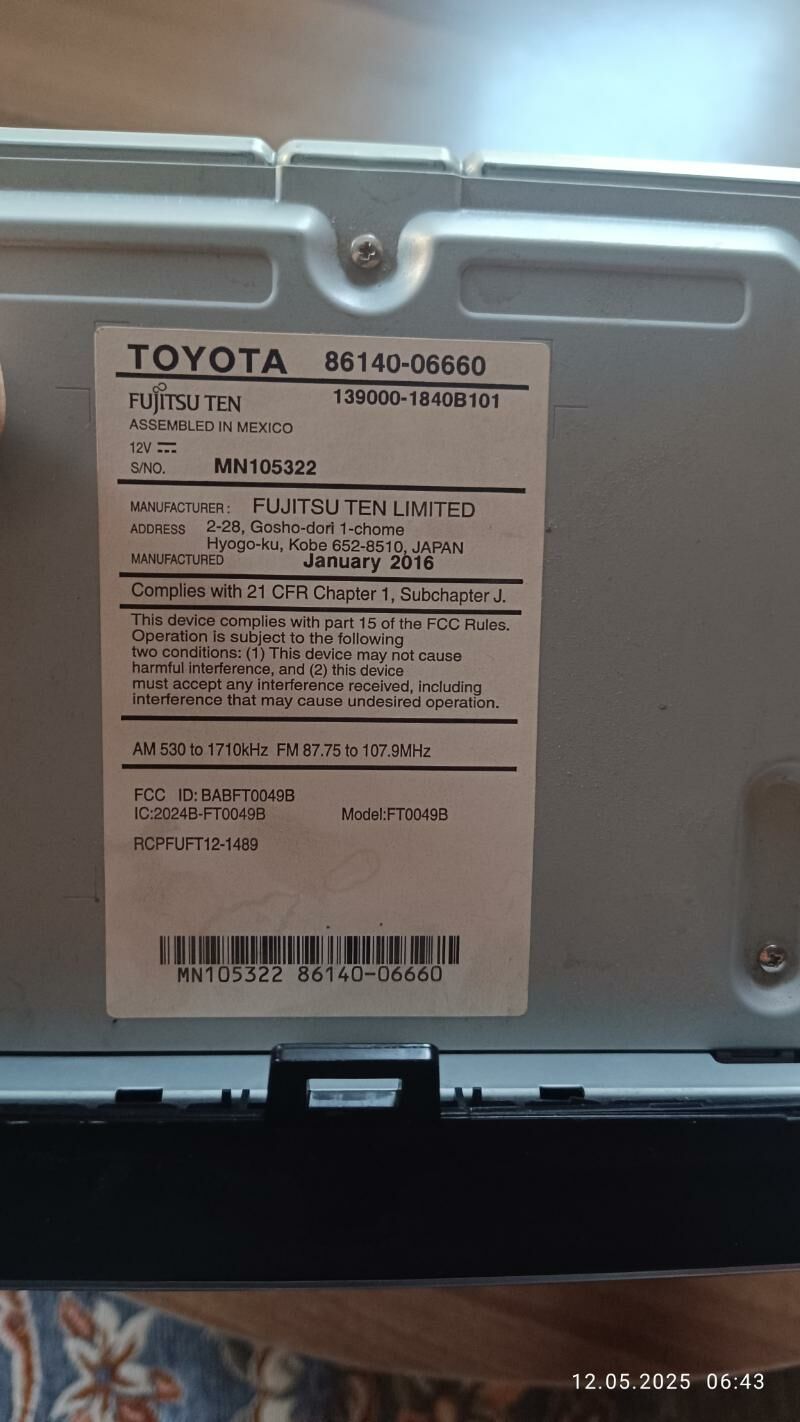 TOYOTA 86140-06660
FUJITSU TEN 139000-1840B101
ASSEMBLED IN MEXICO
12V
S/NO. MN105322
MANUFACTURER: FUJITSU TEN LIMITED
ADDRESS 2-28, Gosho-dori 1-chome
Hyogo-ku, Kobe 652-8510, JAPAN
MANUFACTURED January 2016
Complies with 21 CFR Chapter 1, Subchapter J.
This device complies with part 15 of the FCC Rules.
Operation is subject to the following
two conditions: (1) This device may not cause
harmful interference, and (2) this device
must accept any interference received, including
interference that may cause undesired operation.
AM 530 to 1710kHz FM 87.75 to 107.9MHz
FCC ID: BABFT0049B
IC:2024B-FT0049B Model:FT0049B
RCPFUFT12-1489
MN105322 86140-06660
12.05.2025 06:43